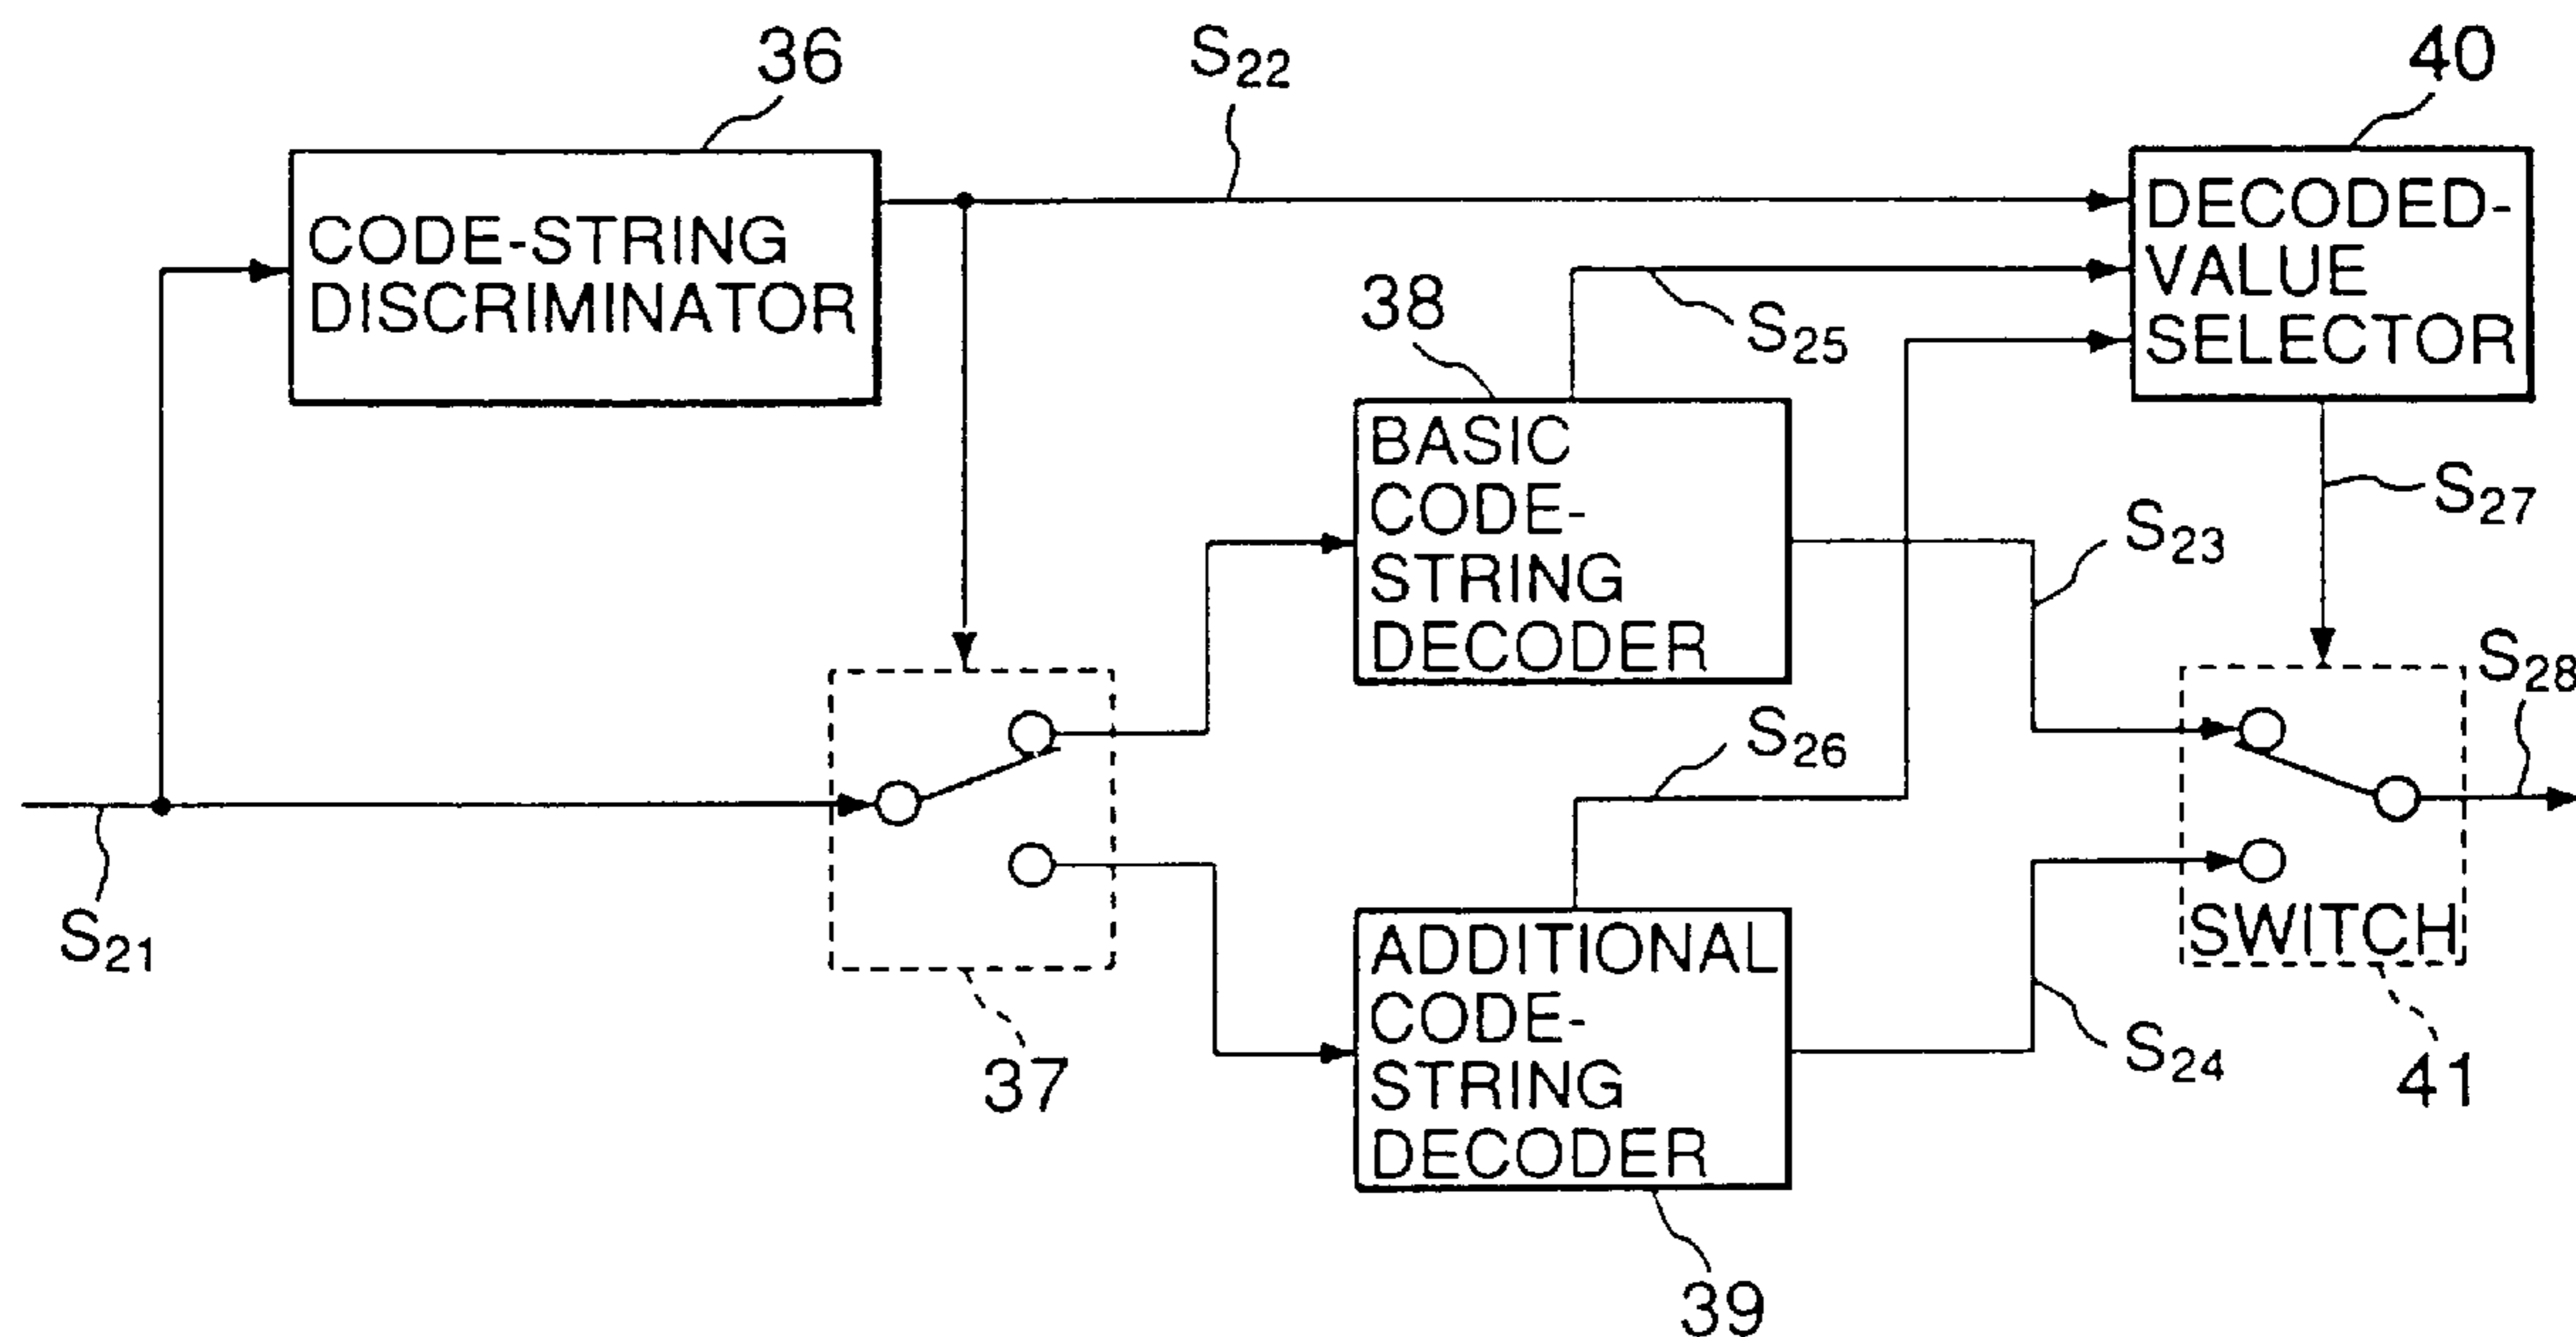 36
S22
40
CODE-STRING
DISCRIMINATOR
DECODED-
VALUE
SELECTOR
38
S25
BASIC
CODE-
STRING
DECODER
S27
S23
S28
S26
S21
37
ADDITIONAL
CODE-
STRING
DECODER
SWITCH
S24
41
39